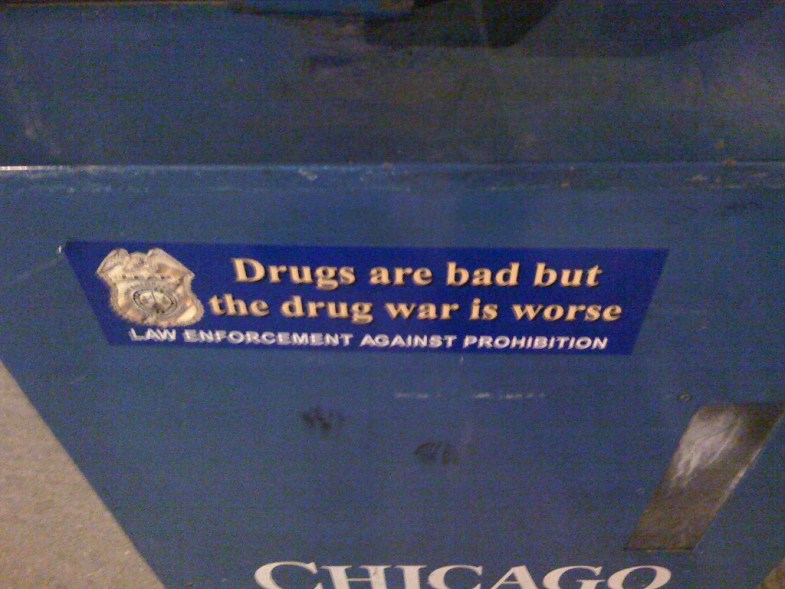 Drugs are bad but
the drug war is worse
LAW ENFORCEMENT AGAINST PROHIBITION
CHICAGO